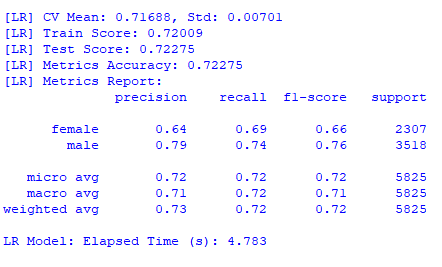 [LR] CV Mean: 0.71688, Std: 0.00701
[LR] Train Score: 0.72009
[LR] Test Score: 0.72275
[LR] Metrics Accuracy: 0.72275
[LR] Metrics Report:
precision recall f1-score support
female 0.64 0.69 0.66 2307
male 0.79 0.74 0.76 3518
micro avg 0.72 0.72 0.72 5825
macro avg 0.71 0.72 0.71 5825
weighted avg 0.73 0.72 0.72 5825
LR Model: Elapsed Time (s): 4.783